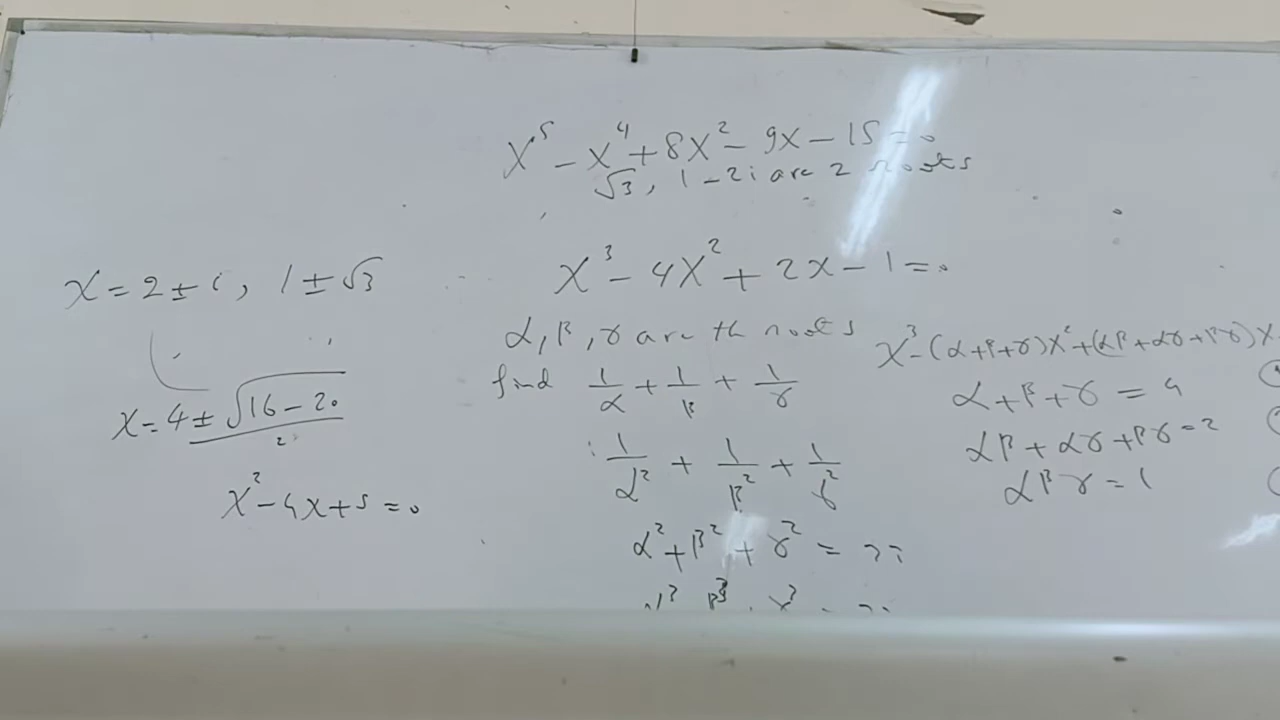 x⁵ - x⁴ + 8x² - 9x - 15 = 0
√3, 1 - 2i are 2 roots
x³ - 4x² + 2x - 1 = 0
α, β, γ are th roots
find 1/α + 1/β + 1/γ
1/α² + 1/β² + 1/γ²
α² + β² + γ² = ??
x = 2 ± i, 1 ± √3
x = 4 ± √16 - 20 / 2
x² - 4x + 5 = 0
x³ - (α+β+γ)x² + (αβ + αγ + βγ)x
α + β + γ = 4
αβ + αγ + βγ = 2
αβγ = 1